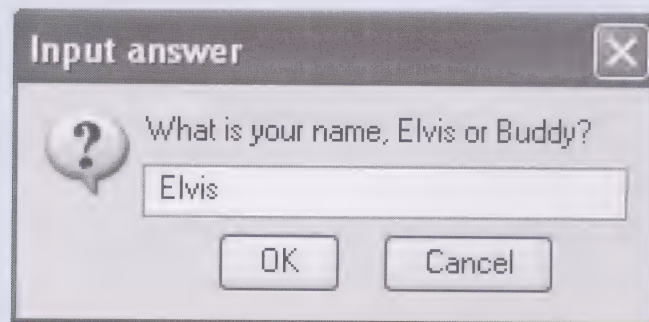 Input answer
What is your name, Elvis or Buddy?
Elvis
OK
Cancel